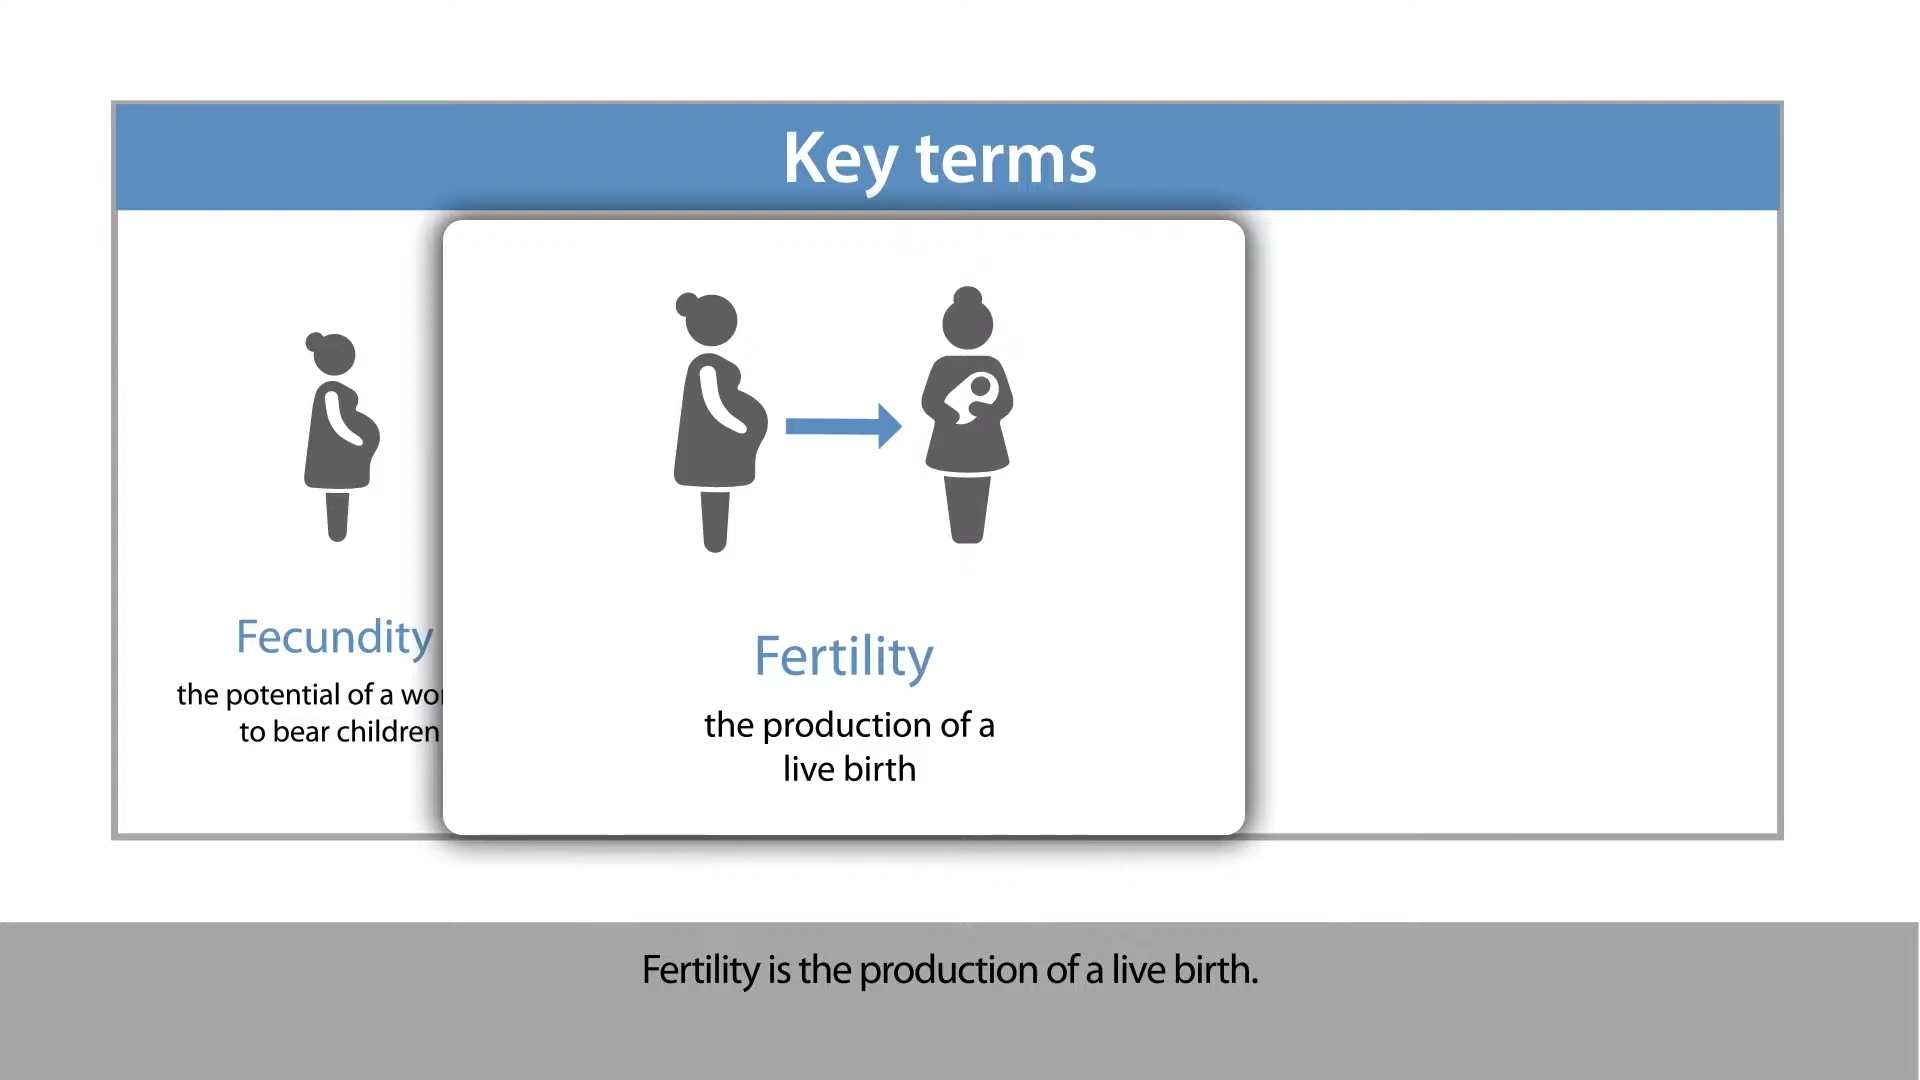 Key terms
Fecundity
the potential of a
to bear children
Fertility
the production of a
live birth
Fertility is the production of a live birth.